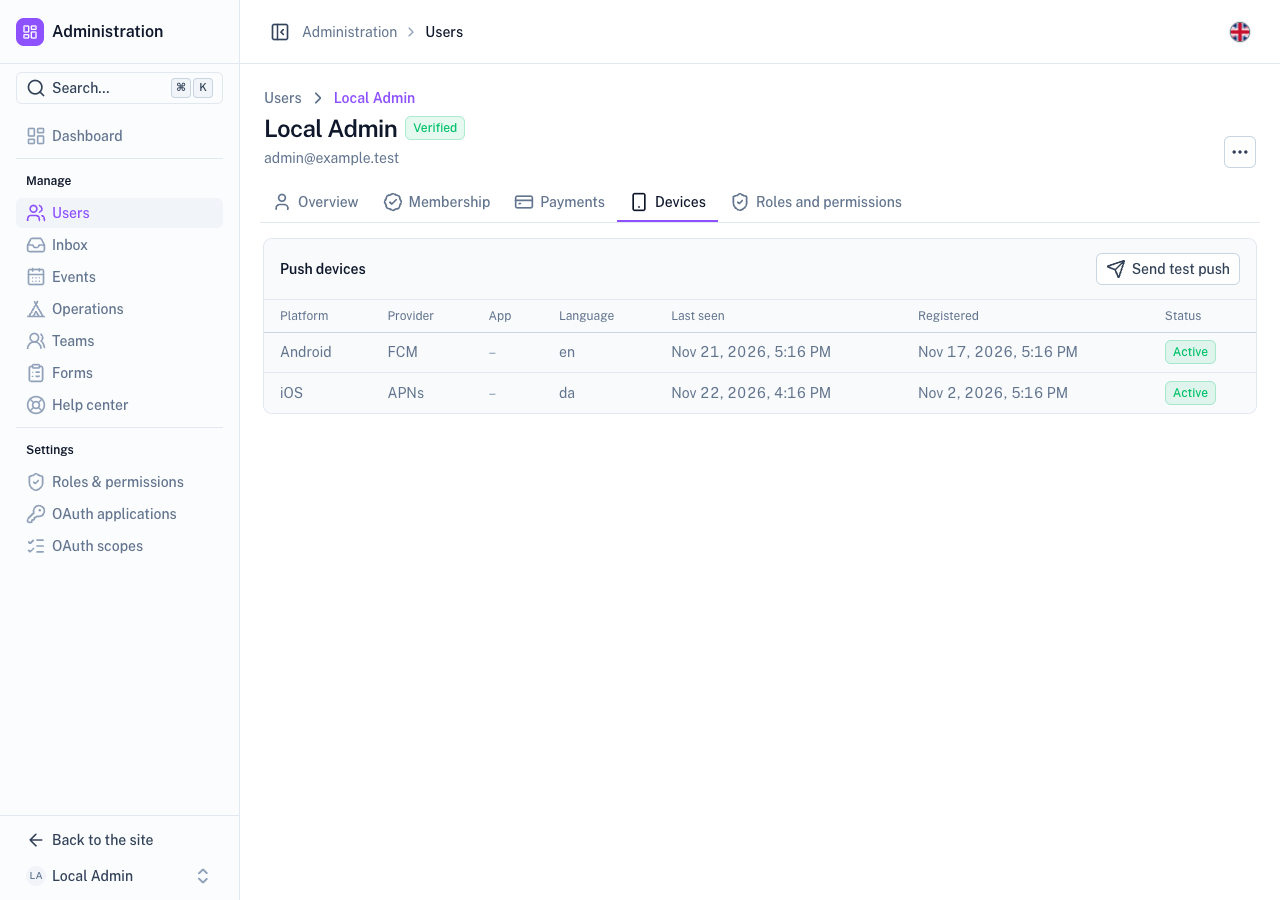 Administration
Administration > Users
Search... ⌘ K
Dashboard
Manage
Users
Inbox
Events
Operations
Teams
Forms
Help center
Settings
Roles & permissions
OAuth applications
OAuth scopes
Back to the site
LA Local Admin
Users > Local Admin
Local Admin Verified
admin@example.test
Overview Membership Payments Devices Roles and permissions
Push devices Send test push
Platform Provider App Language Last seen Registered Status
Android FCM – en Nov 21, 2026, 5:16 PM Nov 17, 2026, 5:16 PM Active
iOS APNs – da Nov 22, 2026, 4:16 PM Nov 2, 2026, 5:16 PM Active